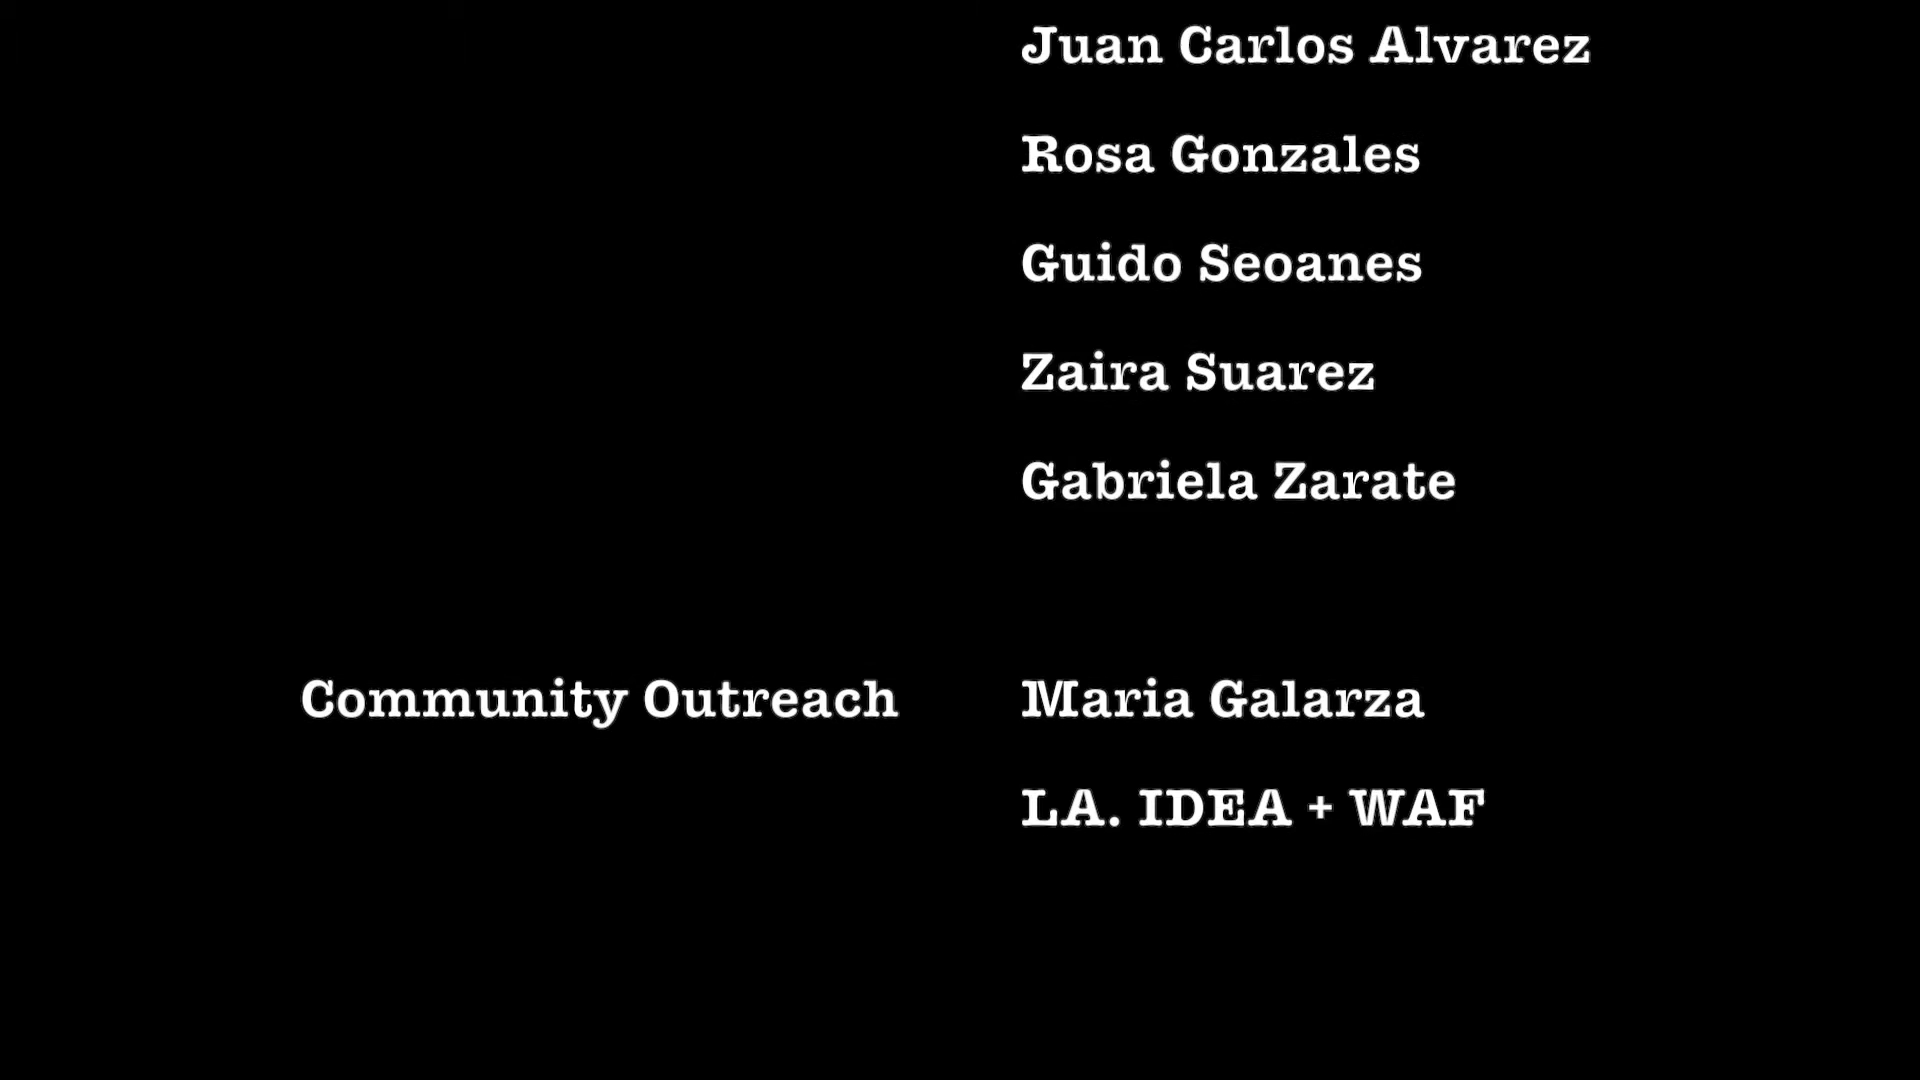 Juan Carlos Alvarez
Rosa Gonzales
Guido Seoanes
Zaira Suarez
Gabriela Zarate
Community Outreach Maria Galarza
LA. IDEA + WAF